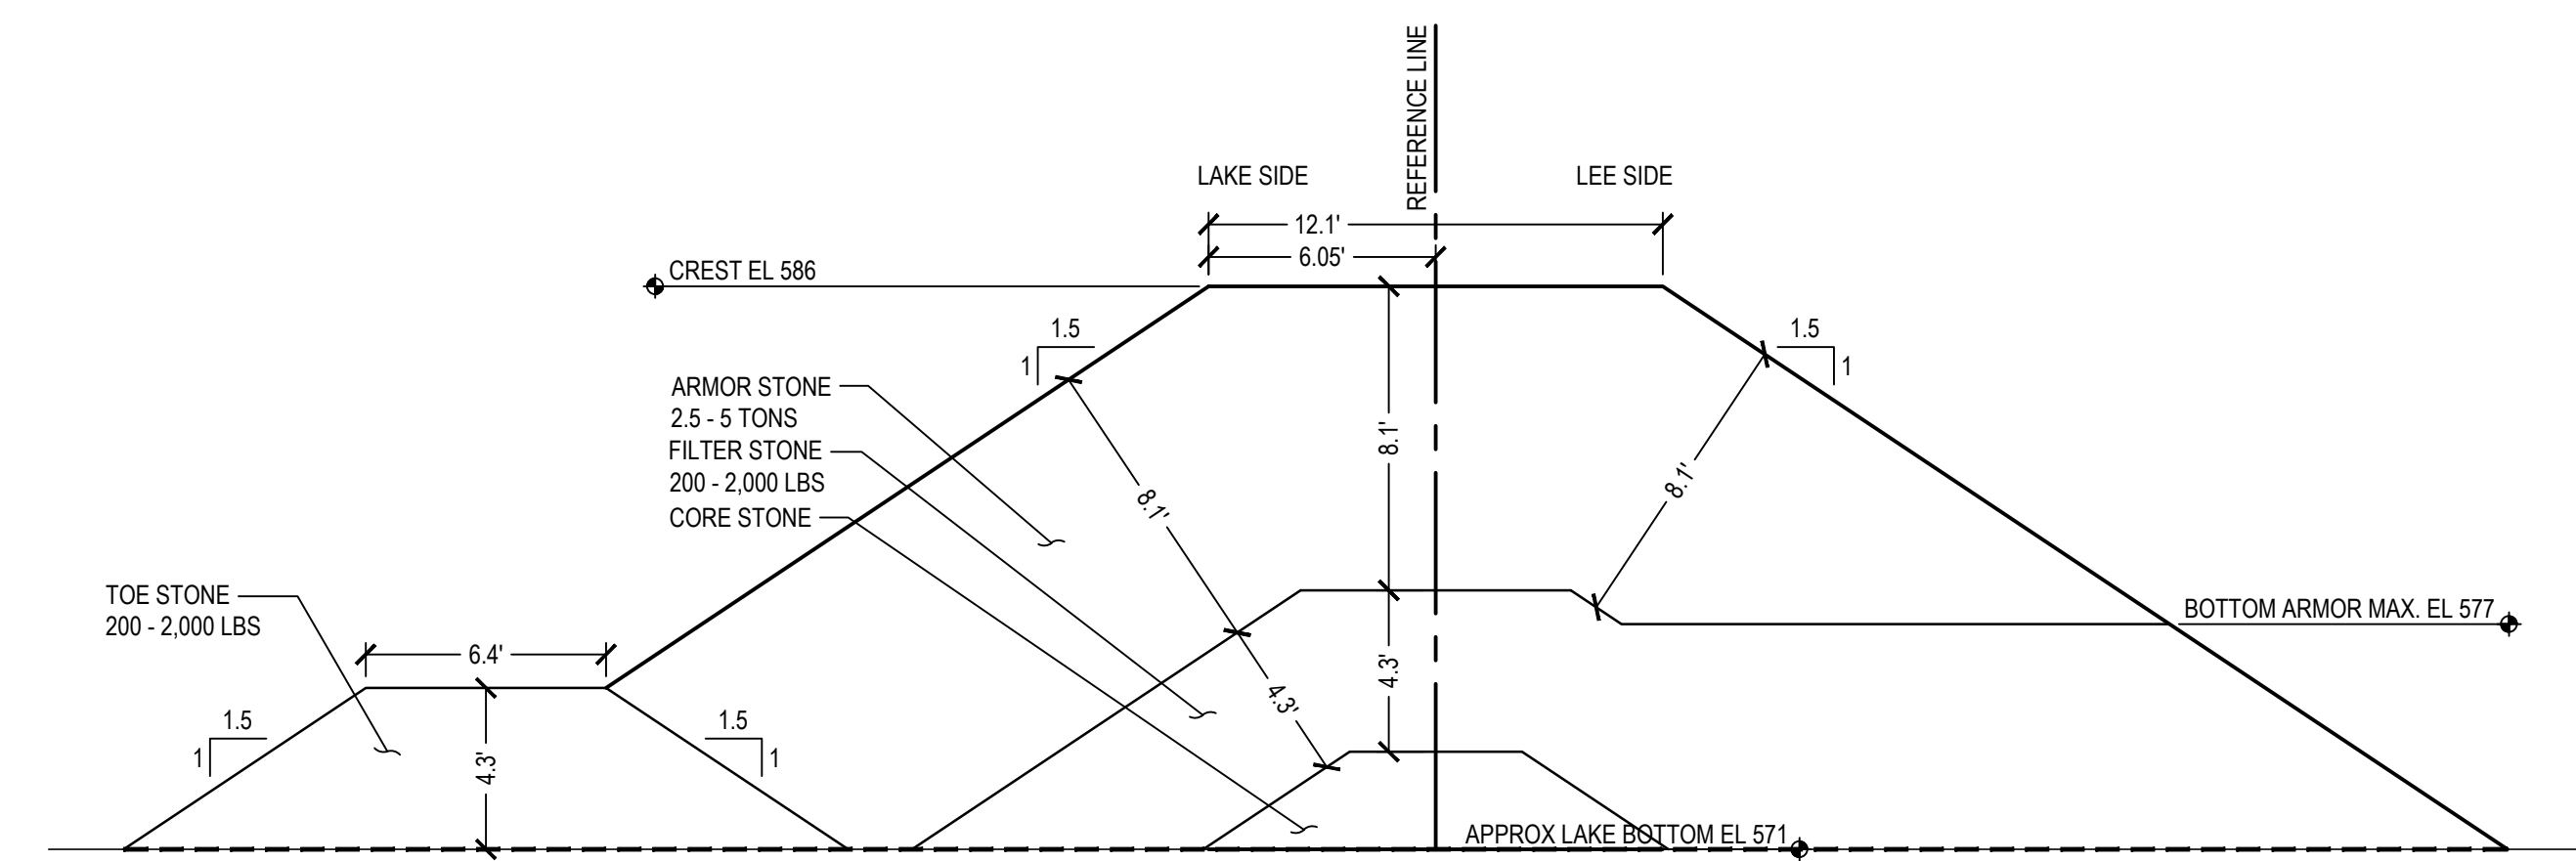 REFERENCE LINE
LAKE SIDE
LEE SIDE
12.1'
6.05'
CREST EL 586
1.5
1
1.5
1
ARMOR STONE
2.5 - 5 TONS
FILTER STONE
200 - 2,000 LBS
CORE STONE
8.1'
8.1'
8.1'
TOE STONE
200 - 2,000 LBS
BOTTOM ARMOR MAX. EL 577
6.4'
4.3'
4.3'
1.5
1
1.5
1
4.3'
APPROX LAKE BOTTOM EL 571